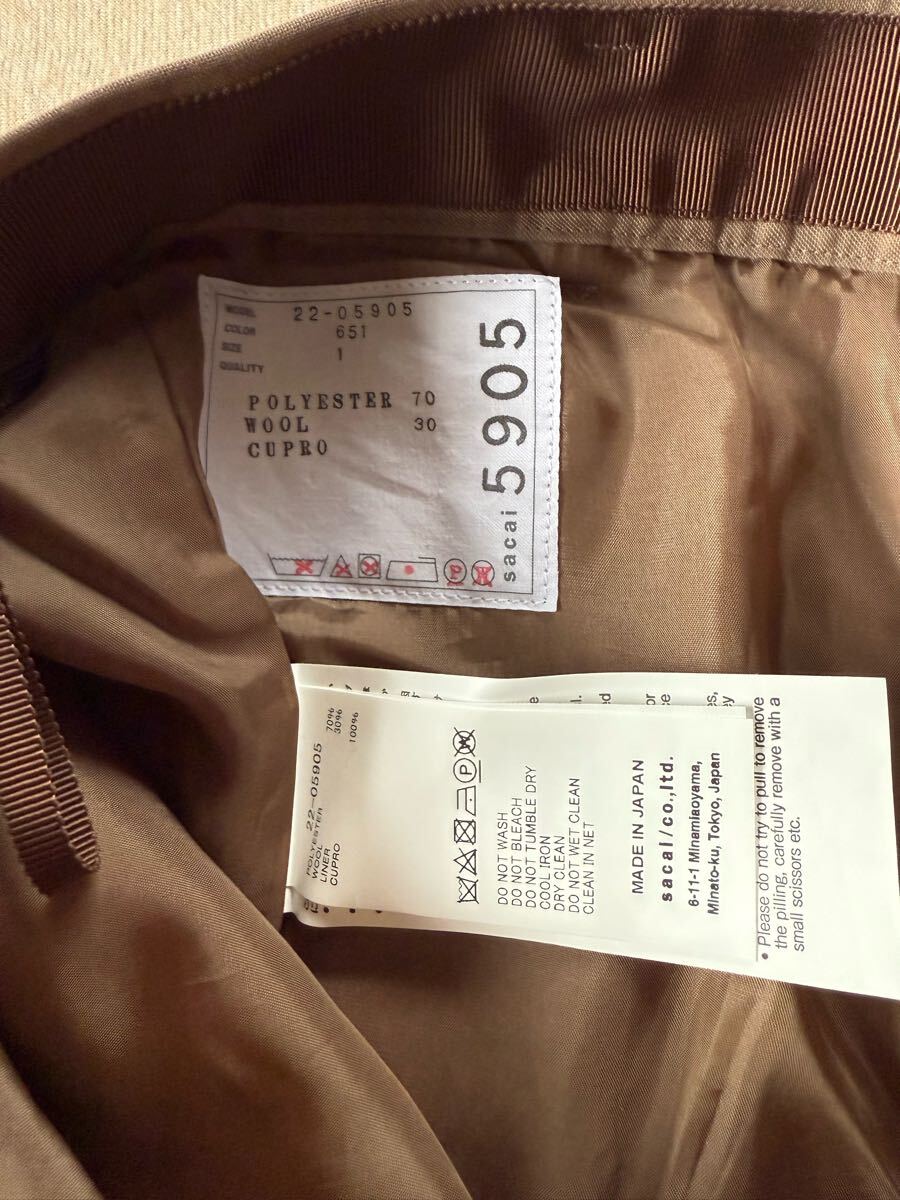 MODEL 22-05905
COLOR 651
SIZE 1
QUALITY
POLYESTER 70
WOOL 30
CUPRO
sacai 5905
22-05905
POLYESTER 70%
WOOL 30%
LINER
CUPRO 100%
DO NOT WASH
DO NOT BLEACH
DO NOT TUMBLE DRY
COOL IRON
DRY CLEAN
DO NOT WET CLEAN
CLEAN IN NET
MADE IN JAPAN
sacai/co.,ltd.
6-11-1 Minamiaoyama,
Minato-ku, Tokyo, Japan
• Please do not try to pull to remove
the pilling, carefully remove with a
small scissors etc.